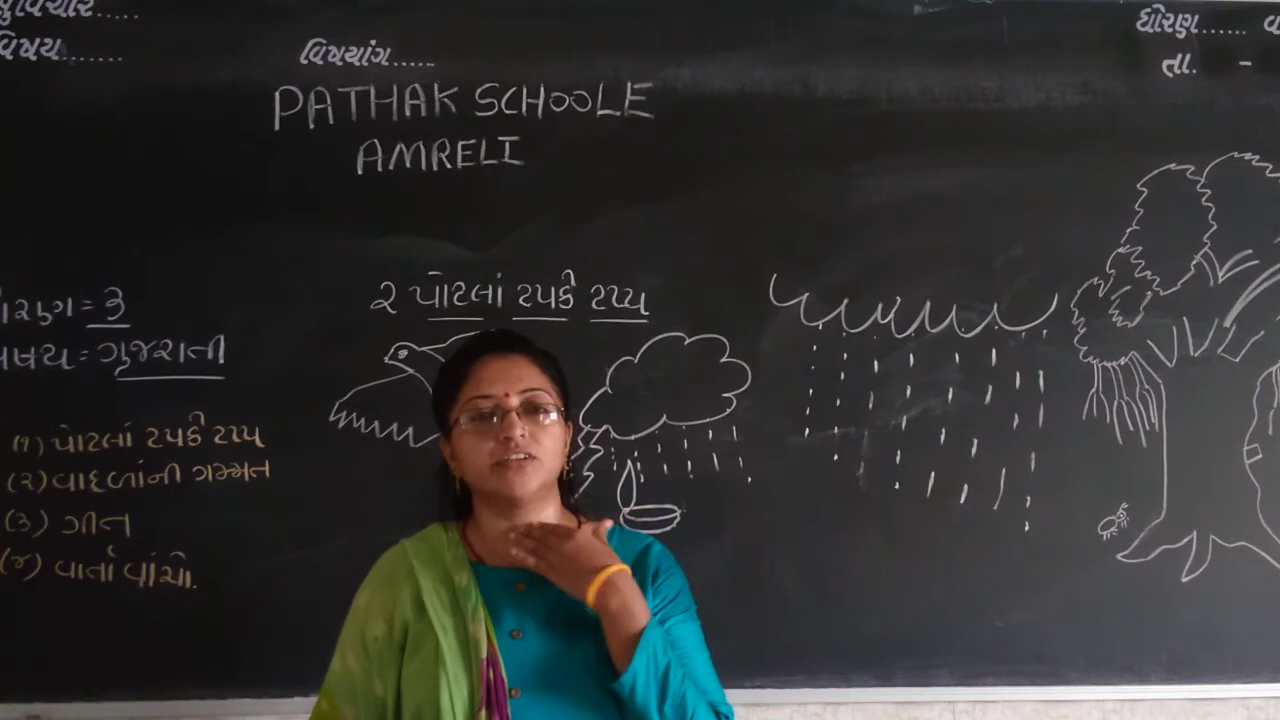 સુવિચાર.....
વિષય.......
વિષયાંગ.....
ધોરણ......
તા. -
PATHAK SCHOOLE
AMRELI
ધોરણ = ૩
વિષય = ગુજરાતી
૨ પોટલાં ટપકે ટપ્પ
(૧) પોટલાં ટપકે ટપ્પ
(૨) વાદળાંની ગમ્મત
(૩) ગીત
(૪) વાર્તા વાંચો.